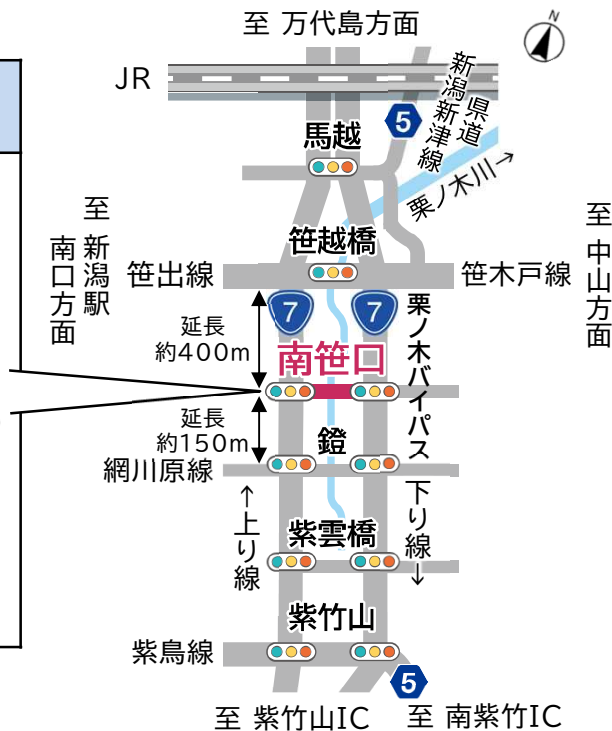 至 万代島方面
N
JR
5
県道
新潟新津線
馬越
栗ノ木川→
至 新潟駅
南口方面
至 中山方面
笹越橋
笹出線
笹木戸線
7
7
延長
約400m
南笹口
栗ノ木バイパス
延長
約150m
鐙
網川原線
↑上り線
下り線↓
紫雲橋
紫竹山
紫鳥線
5
至 紫竹山IC
至 南紫竹IC